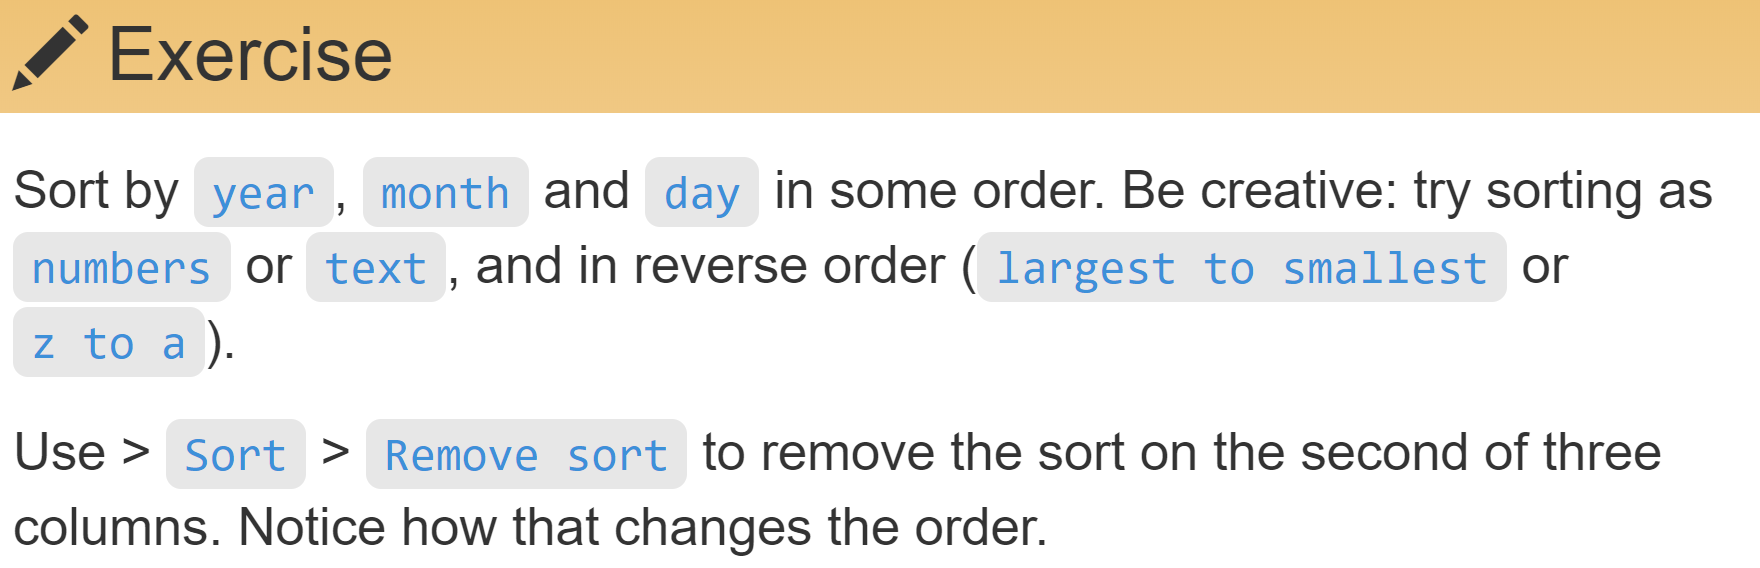 Exercise
Sort by year, month and day in some order. Be creative: try sorting as
numbers or text, and in reverse order (largest to smallest or
z to a).
Use > Sort > Remove sort to remove the sort on the second of three
columns. Notice how that changes the order.